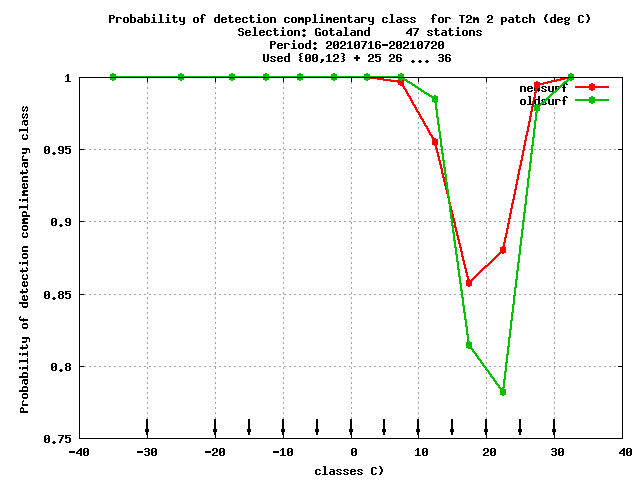 Probability of detection complimentary class  for T2m 2 patch (deg C)
Selection: Gotaland     47 stations
Period: 20210716-20210720
Used {00,12} + 25 26 ... 36
Probability of detection complimentary class
1
0.95
0.9
0.85
0.8
0.75
newsurf
oldsurf
-40 -30 -20 -10 0 10 20 30 40
classes C)